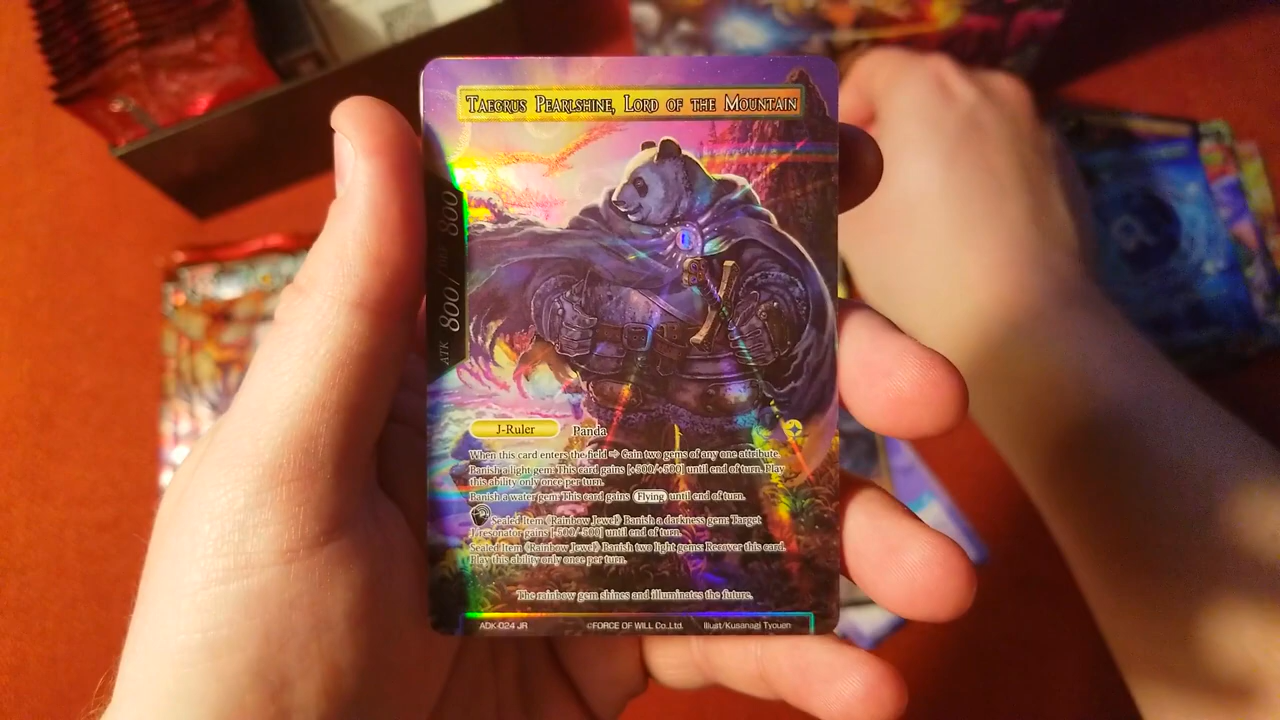 TAEGRUS PEARLSHINE, LORD OF THE MOUNTAIN
ATK 800/ 800
J-Ruler Panda
When this card enters the field ⇒ Gain two gems of any one attribute.
Banish a light gem: This card gains [+500/+500] until end of turn. Play
this ability only once per turn.
Banish a water gem: This card gains Flying until end of turn.
Sealed Item 《Rainbow Jewel》 Banish a darkness gem: Target
J-resonator gains [-500/-500] until end of turn.
Sealed Item 《Rainbow Jewel》 Banish two light gems: Recover this card.
Play this ability only once per turn.
The rainbow gem shines and illuminates the future.
ADK-024 JR ©FORCE OF WILL Co.,Ltd. Illust/Kusanagi Tyouen